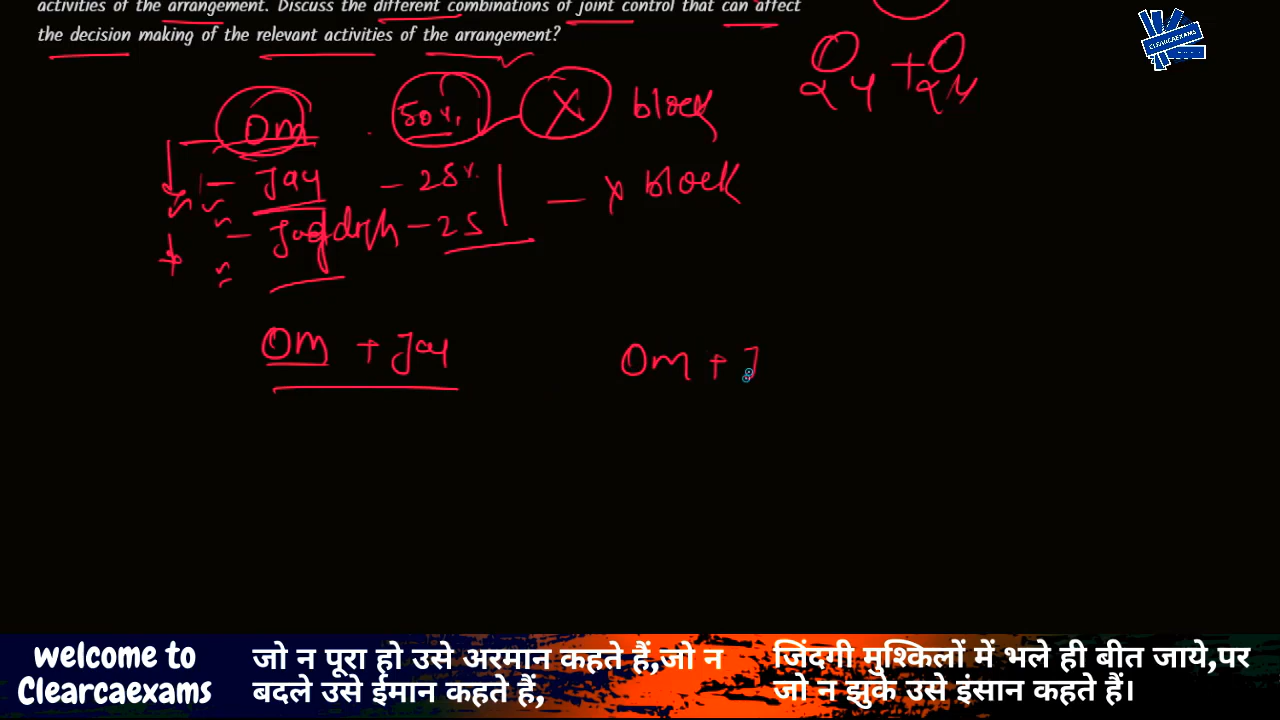 activities of the arrangement. Discuss the different combinations of joint control that can affect
the decision making of the relevant activities of the arrangement?
CLEARCAEXAMS
Om 50%. X block
Jay - 25%.
- 25 - X block
Om + Jay Om + J
welcome to
Clearcaexams
जो न पूरा हो उसे अरमान कहते हैं,जो न
बदले उसे ईमान कहते हैं,
जिंदगी मुश्किलों में भले ही बीत जाये,पर
जो न झुके उसे इंसान कहते हैं।